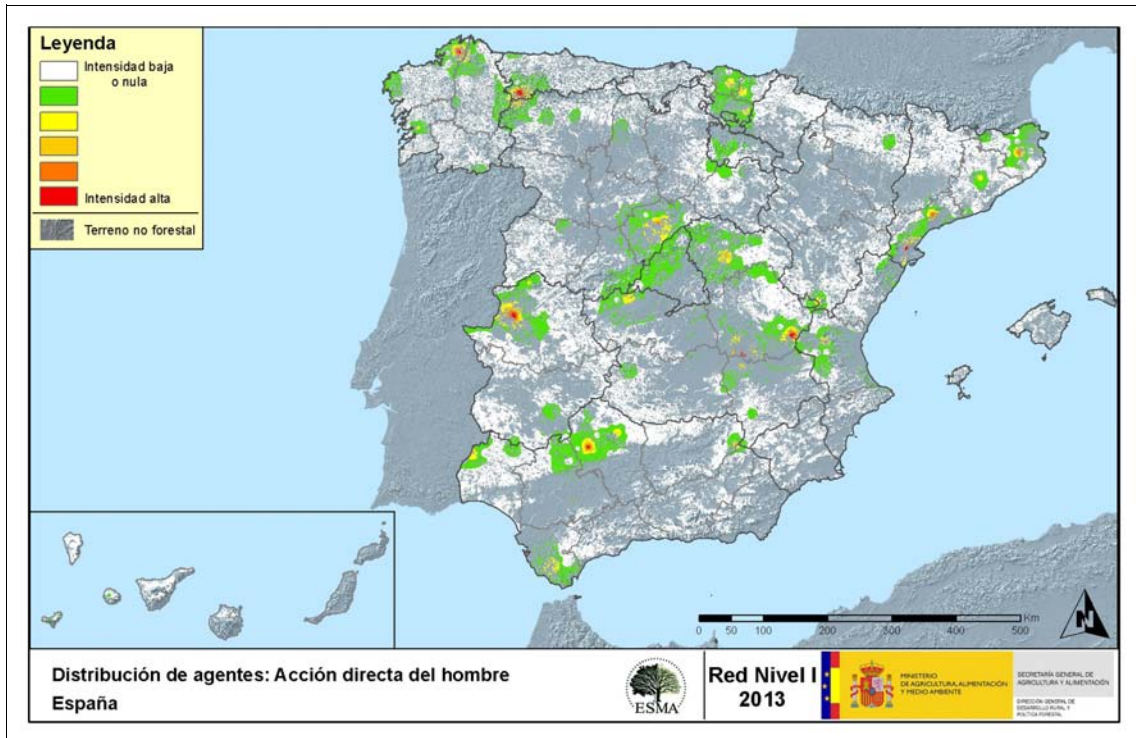 Leyenda
Intensidad baja
o nula
Intensidad alta
Terreno no forestal
Km
0 50 100 200 300 400 500
N
Distribución de agentes: Acción directa del hombre
España
ESMA
Red Nivel I
2013
MINISTERIO
DE AGRICULTURA, ALIMENTACIÓN
Y MEDIO AMBIENTE
SECRETARÍA GENERAL DE
AGRICULTURA Y ALIMENTACIÓN
DIRECCIÓN GENERAL DE
DESARROLLO RURAL Y
POLÍTICA FORESTAL